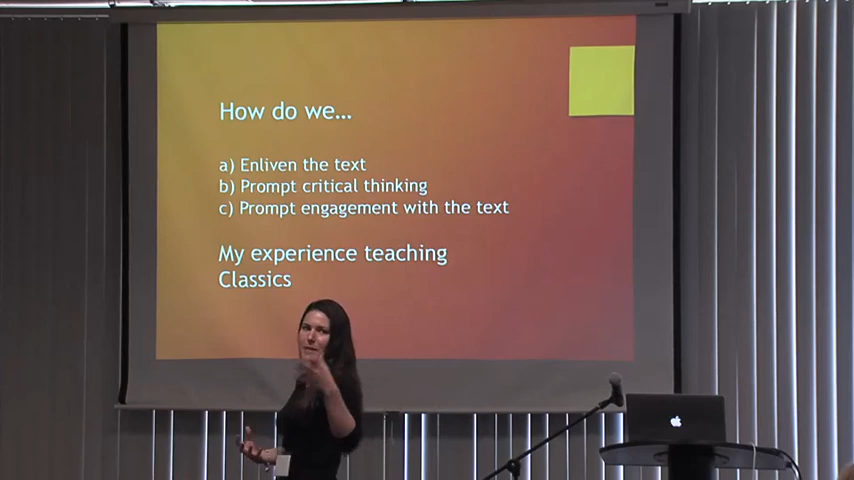 How do we...
a) Enliven the text
b) Prompt critical thinking
c) Prompt engagement with the text
My experience teaching
Classics